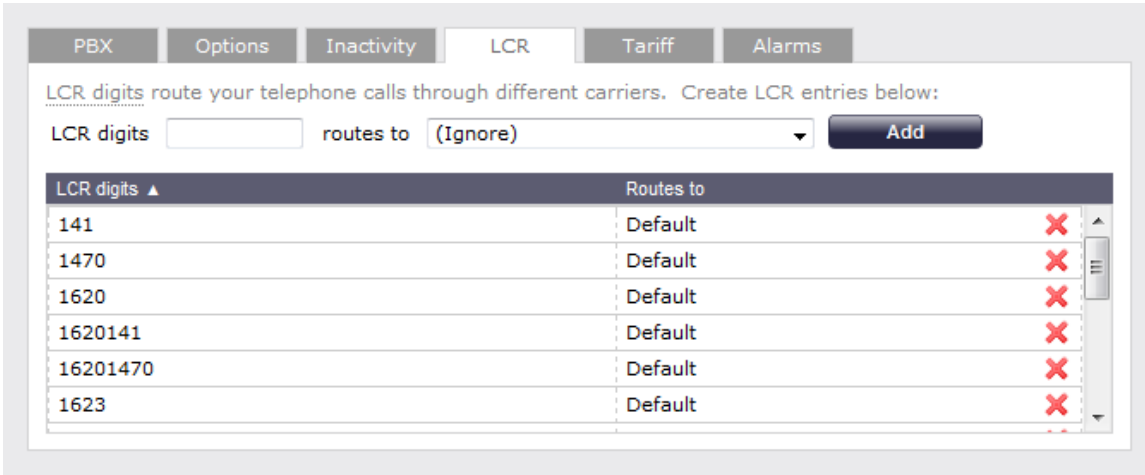 PBX Options Inactivity LCR Tariff Alarms
LCR digits route your telephone calls through different carriers. Create LCR entries below:
LCR digits routes to (Ignore) Add
LCR digits ▲ Routes to
141 Default
1470 Default
1620 Default
1620141 Default
16201470 Default
1623 Default